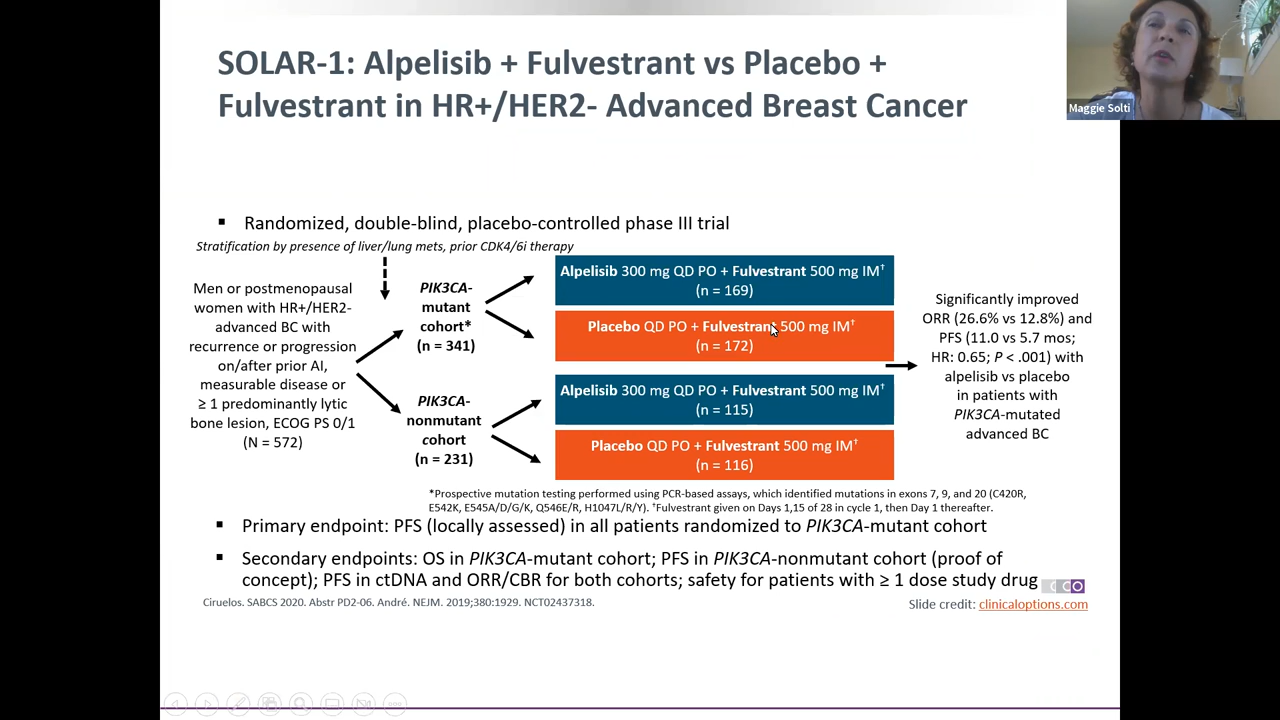 SOLAR-1: Alpelisib + Fulvestrant vs Placebo +
Fulvestrant in HR+/HER2- Advanced Breast Cancer
Maggie Solti
▪ Randomized, double-blind, placebo-controlled phase III trial
Stratification by presence of liver/lung mets, prior CDK4/6i therapy
Men or postmenopausal
women with HR+/HER2-
advanced BC with
recurrence or progression
on/after prior AI,
measurable disease or
≥ 1 predominantly lytic
bone lesion, ECOG PS 0/1
(N = 572)
PIK3CA-
mutant
cohort*
(n = 341)
PIK3CA-
nonmutant
cohort
(n = 231)
Alpelisib 300 mg QD PO + Fulvestrant 500 mg IM†
(n = 169)
Placebo QD PO + Fulvestrant 500 mg IM†
(n = 172)
Alpelisib 300 mg QD PO + Fulvestrant 500 mg IM†
(n = 115)
Placebo QD PO + Fulvestrant 500 mg IM†
(n = 116)
Significantly improved
ORR (26.6% vs 12.8%) and
PFS (11.0 vs 5.7 mos;
HR: 0.65; P < .001) with
alpelisib vs placebo
in patients with
PIK3CA-mutated
advanced BC
*Prospective mutation testing performed using PCR-based assays, which identified mutations in exons 7, 9, and 20 (C420R,
E542K, E545A/D/G/K, Q546E/R, H1047L/R/Y). †Fulvestrant given on Days 1,15 of 28 in cycle 1, then Day 1 thereafter.
▪ Primary endpoint: PFS (locally assessed) in all patients randomized to PIK3CA-mutant cohort
▪ Secondary endpoints: OS in PIK3CA-mutant cohort; PFS in PIK3CA-nonmutant cohort (proof of
concept); PFS in ctDNA and ORR/CBR for both cohorts; safety for patients with ≥ 1 dose study drug
CCO
Ciruelos. SABCS 2020. Abstr PD2-06. André. NEJM. 2019;380:1929. NCT02437318.
Slide credit: clinicaloptions.com